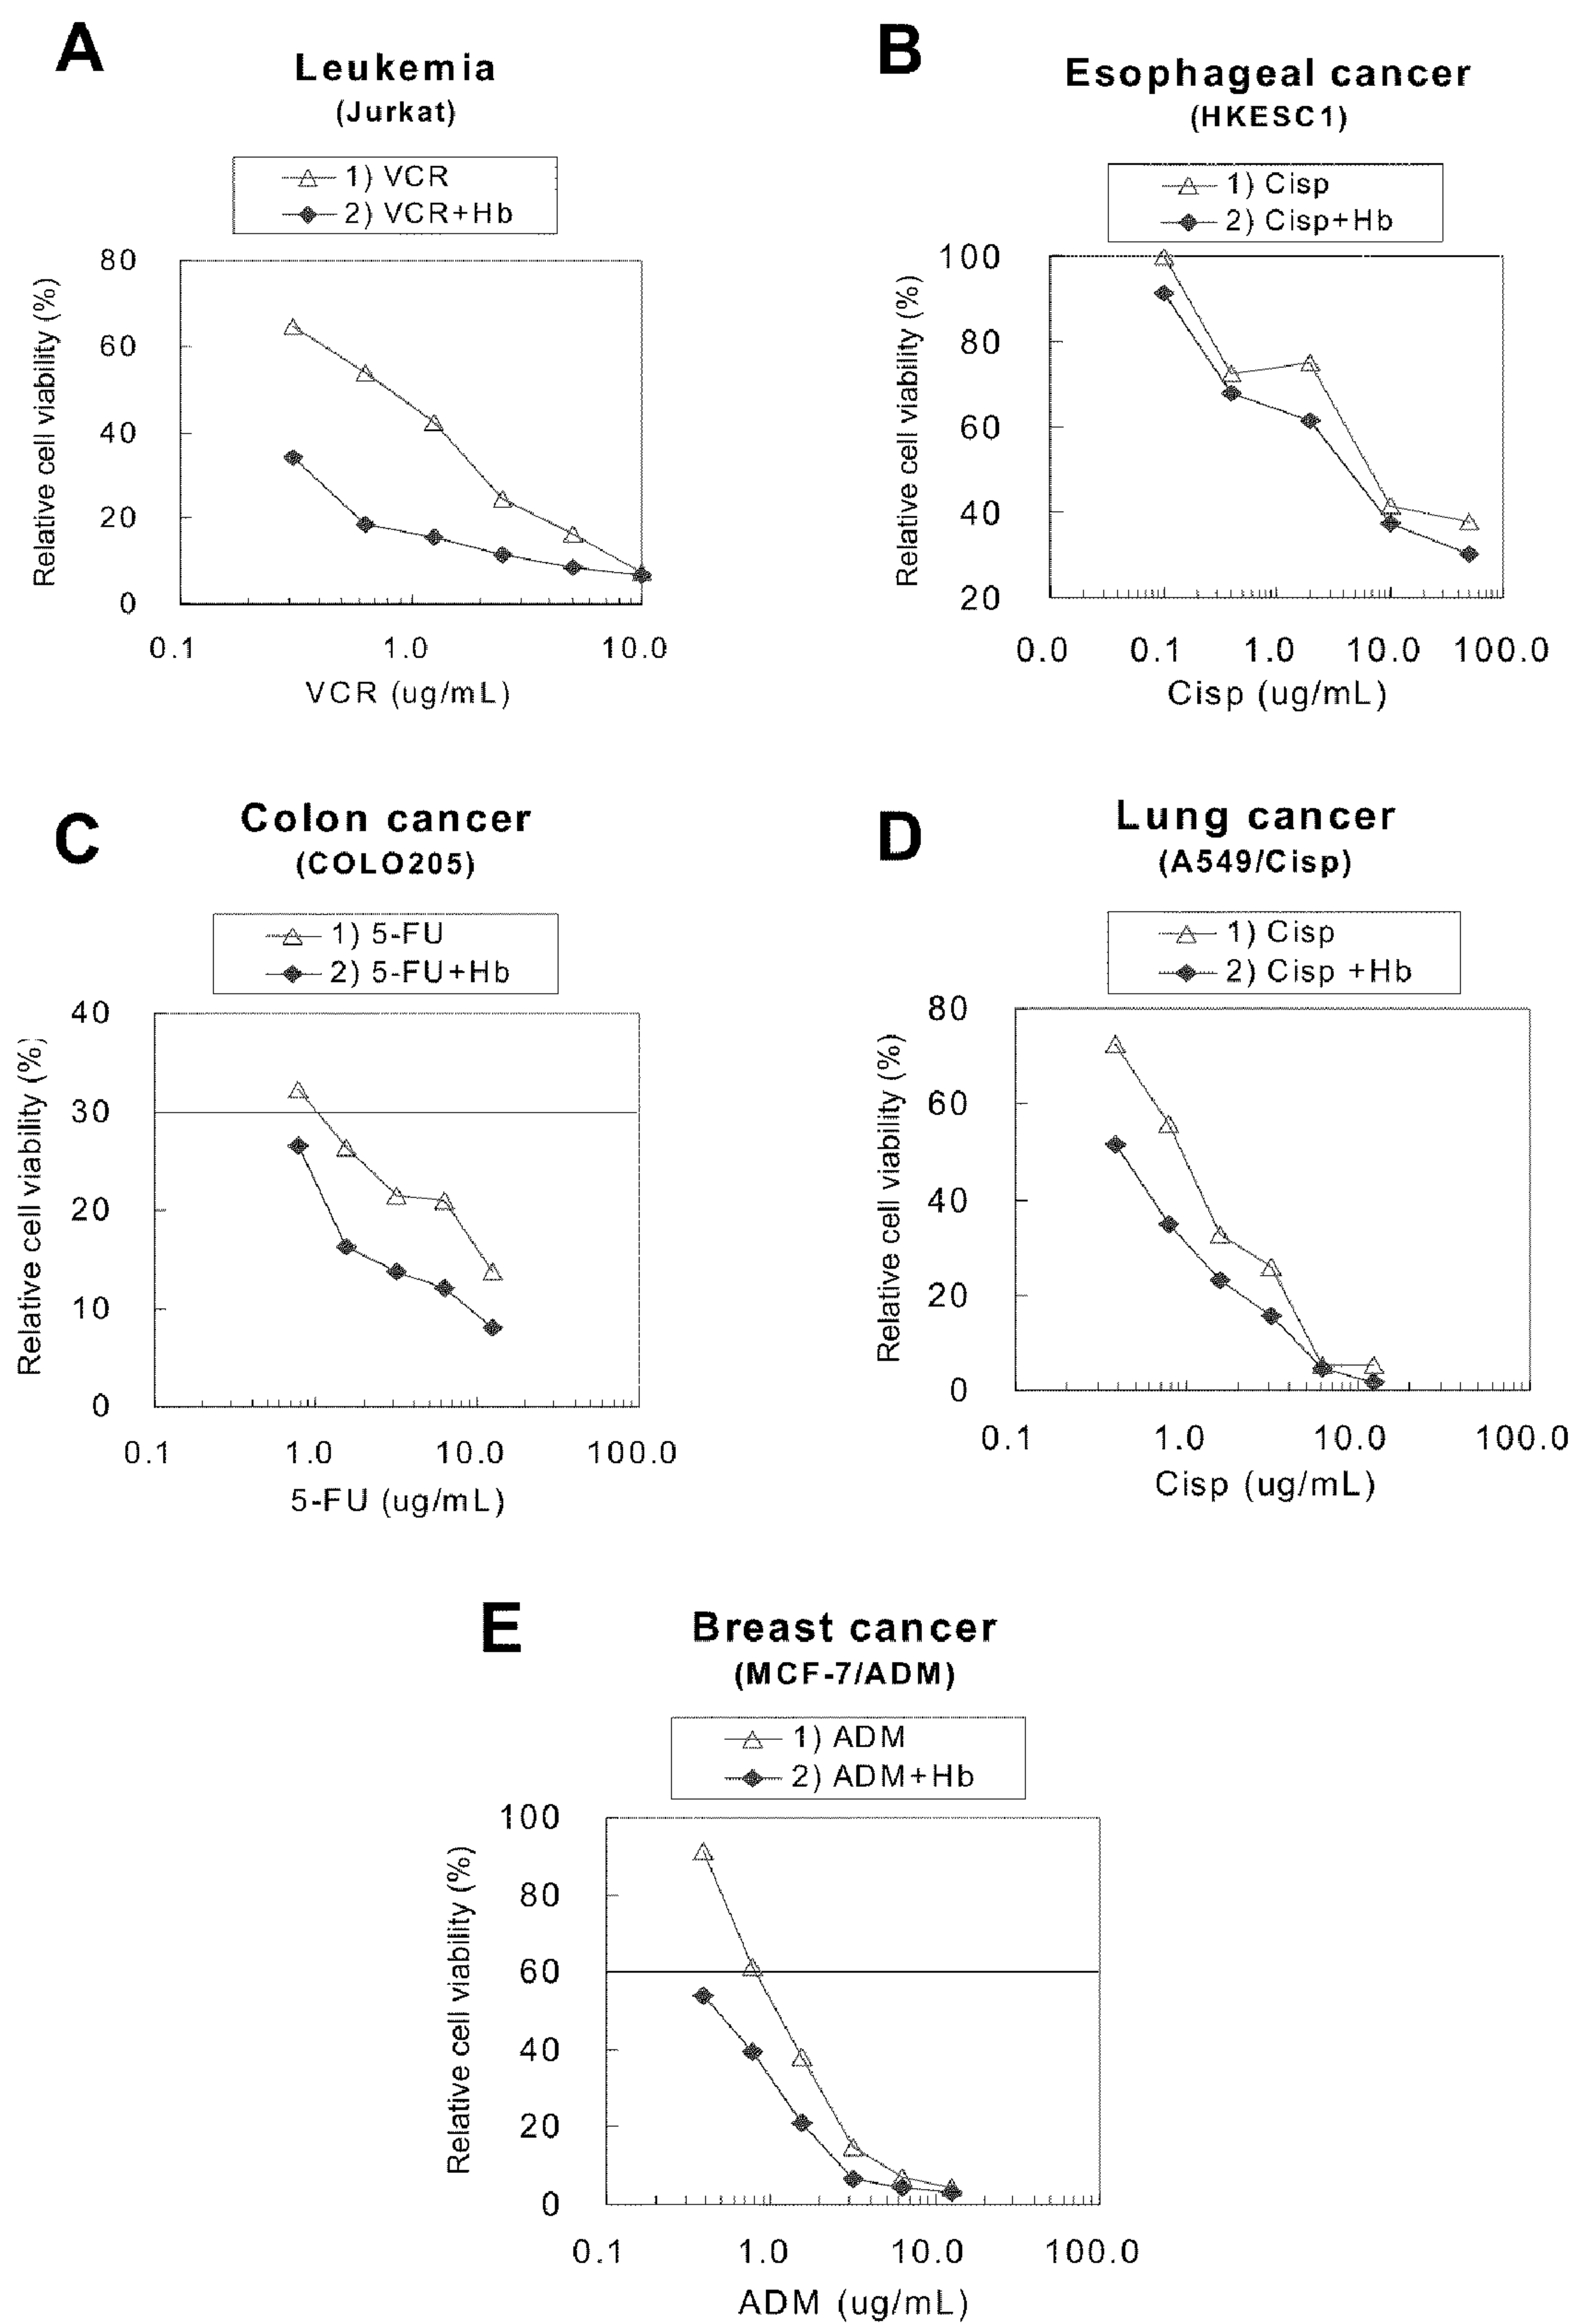 A
Leukemia
(Jurkat)
1) VCR
2) VCR+Hb
Relative cell viability (%)
80
60
40
20
0
0.1
1.0
10.0
VCR (ug/mL)
B
Esophageal cancer
(HKESC1)
1) Cisp
2) Cisp+Hb
Relative cell viability (%)
100
80
60
40
20
0.0
0.1
1.0
10.0
100.0
Cisp (ug/mL)
C
Colon cancer
(COLO205)
1) 5-FU
2) 5-FU+Hb
Relative cell viability (%)
40
30
20
10
0
0.1
1.0
10.0
100.0
5-FU (ug/mL)
D
Lung cancer
(A549/Cisp)
1) Cisp
2) Cisp +Hb
Relative cell viability (%)
80
60
40
20
0
0.1
1.0
10.0
100.0
Cisp (ug/mL)
E
Breast cancer
(MCF-7/ADM)
1) ADM
2) ADM+Hb
Relative cell viability (%)
100
80
60
40
20
0
0.1
1.0
10.0
100.0
ADM (ug/mL)